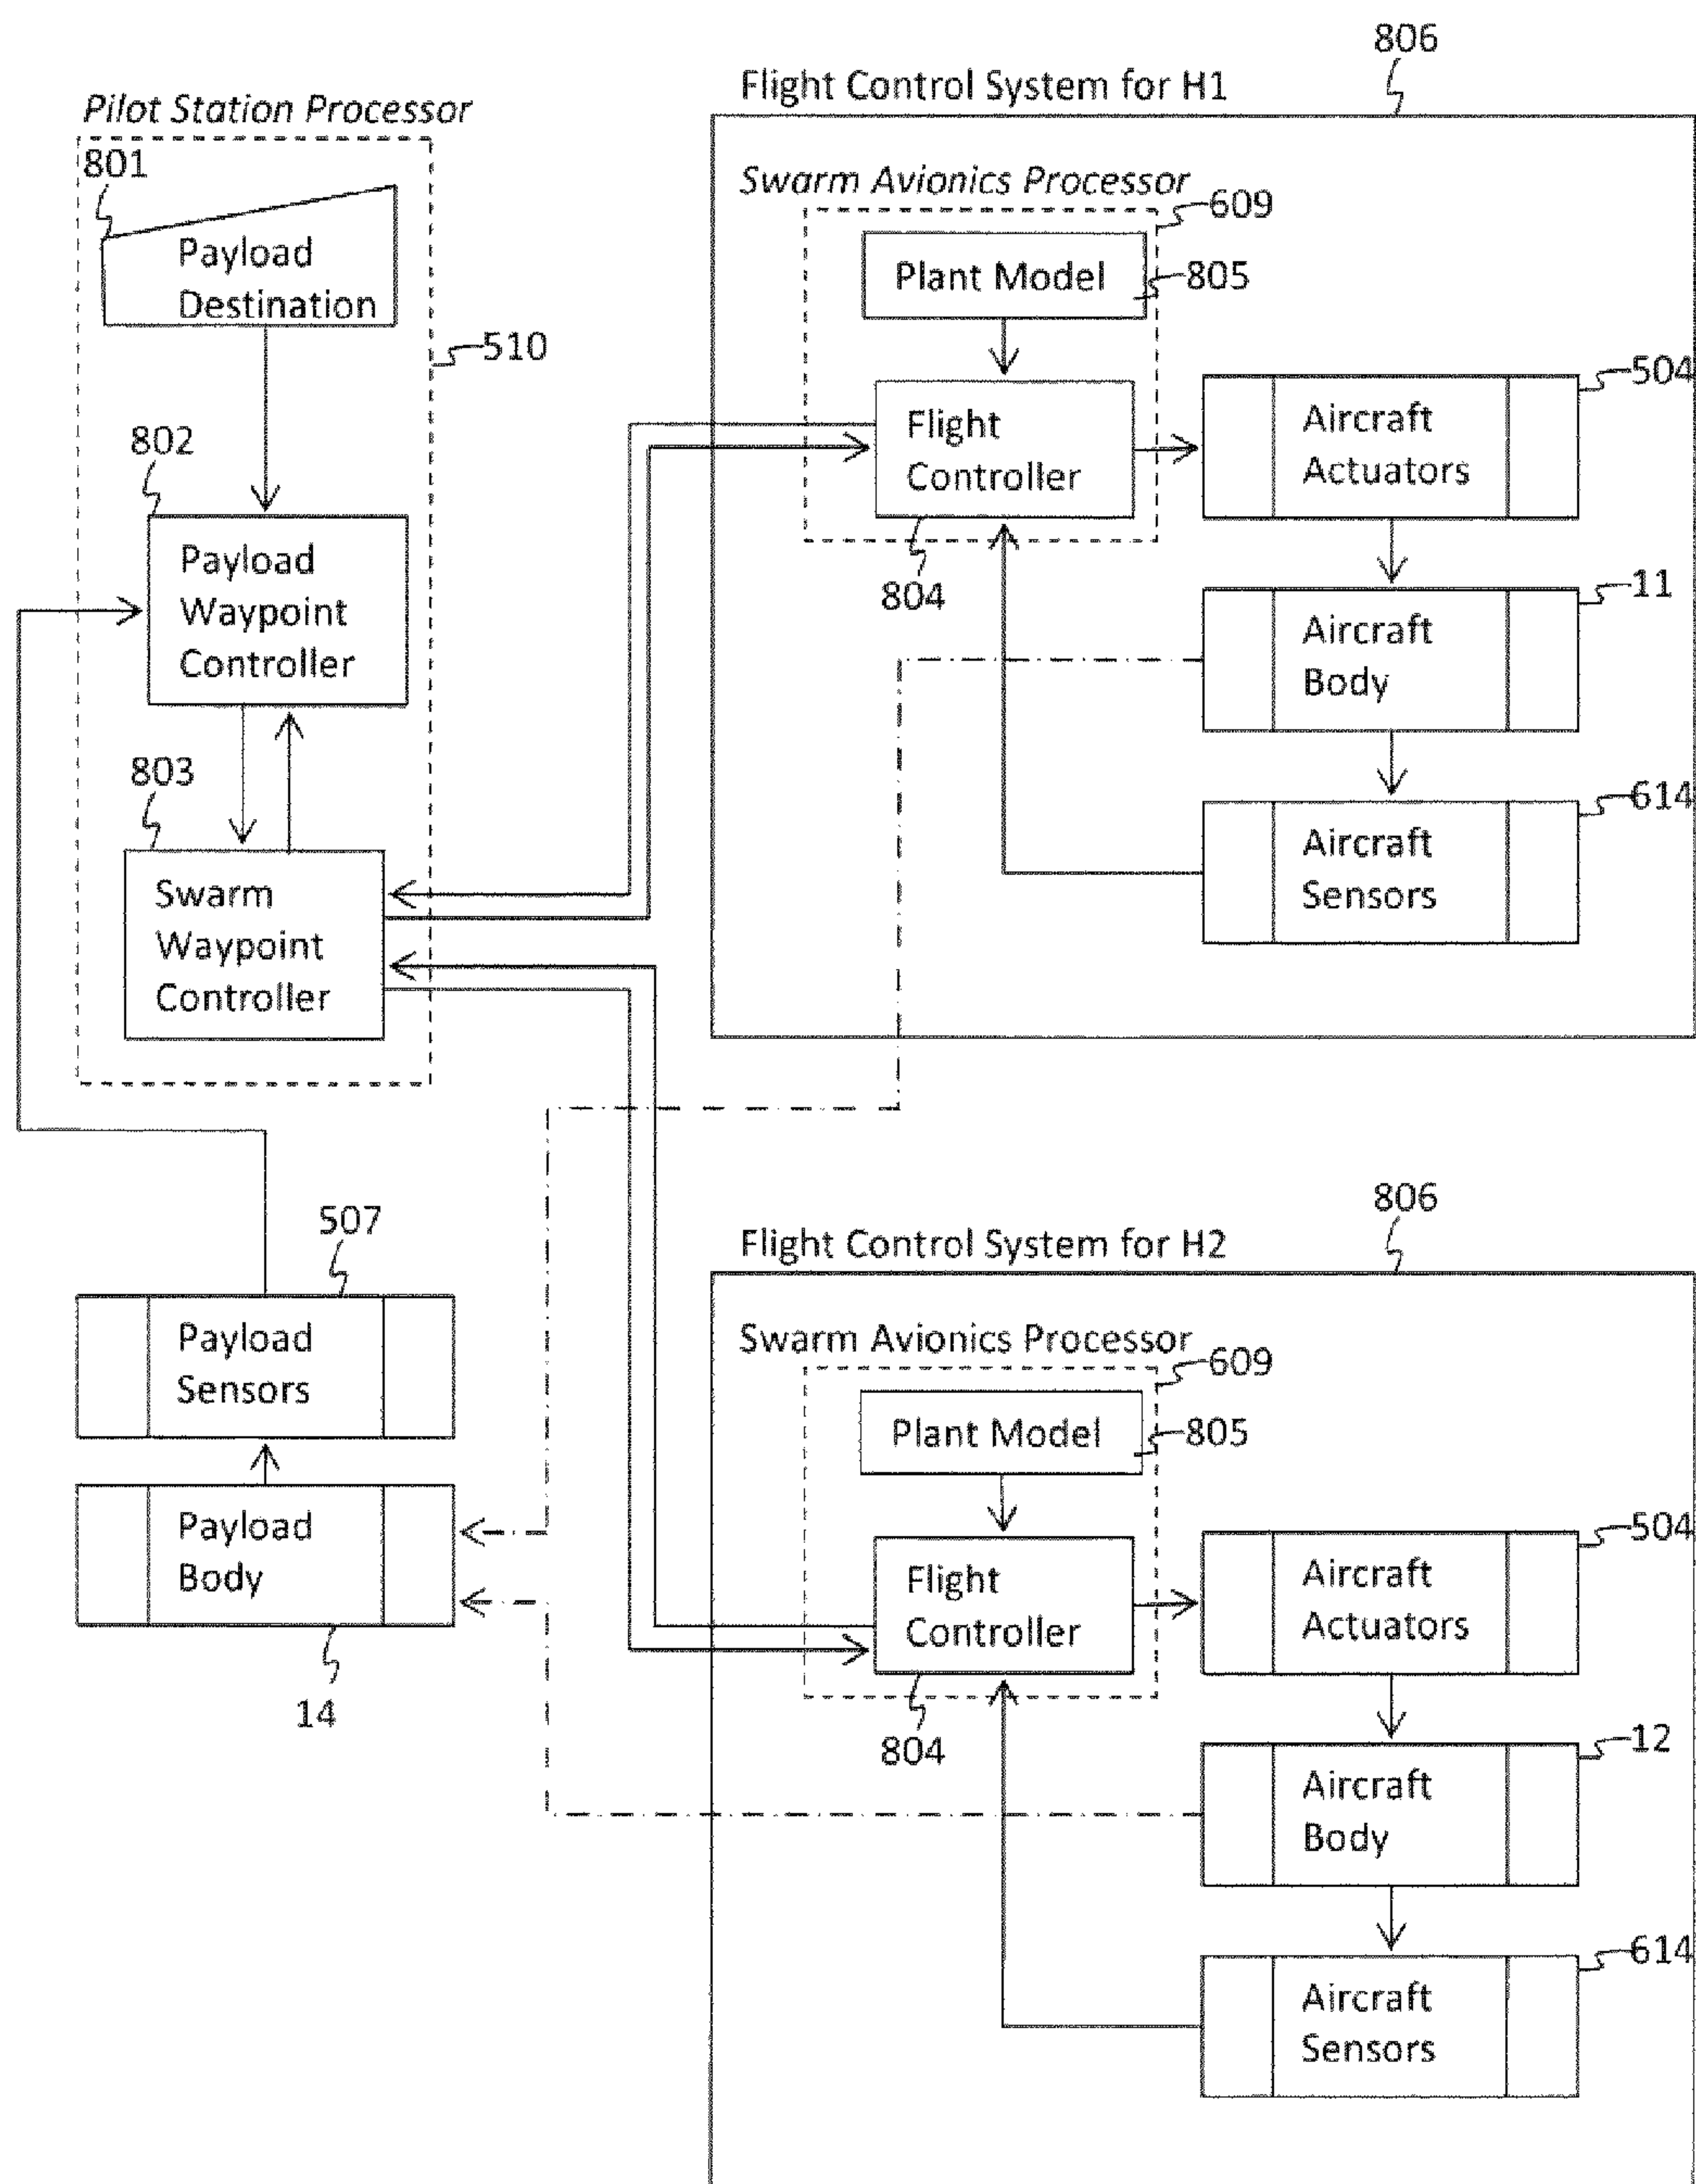 806
Flight Control System for H1
Pilot Station Processor
801
Payload
Destination
510
802
Payload
Waypoint
Controller
803
Swarm
Waypoint
Controller
507
Payload
Sensors
Payload
Body
14
Swarm Avionics Processor
609
Plant Model
805
Flight
Controller
804
504
Aircraft
Actuators
11
Aircraft
Body
614
Aircraft
Sensors
806
Flight Control System for H2
Swarm Avionics Processor
609
Plant Model
805
Flight
Controller
804
504
Aircraft
Actuators
12
Aircraft
Body
614
Aircraft
Sensors